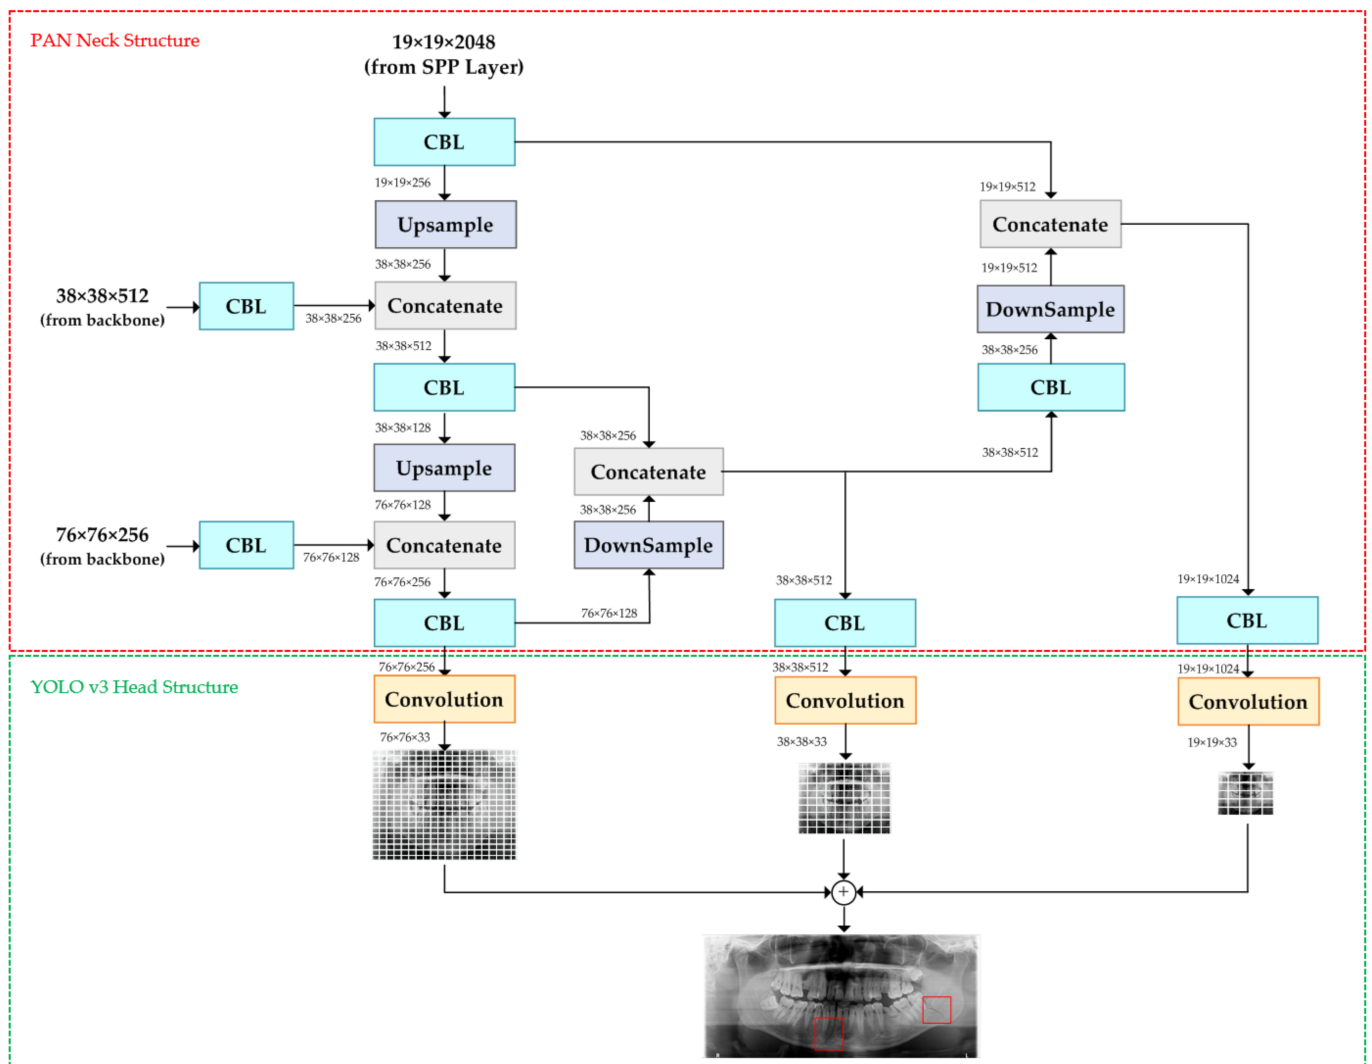 PAN Neck Structure
19×19×2048
(from SPP Layer)
CBL
19×19×256
19×19×512
Upsample
Concatenate
38×38×256
19×19×512
38×38×512
(from backbone)
CBL
38×38×256
Concatenate
DownSample
38×38×512
38×38×256
CBL
CBL
38×38×128
38×38×256
38×38×512
Upsample
Concatenate
76×76×128
38×38×256
76×76×256
(from backbone)
CBL
76×76×128
Concatenate
DownSample
76×76×256
38×38×512
19×19×1024
CBL
76×76×128
CBL
CBL
76×76×256
38×38×512
19×19×1024
YOLO v3 Head Structure
Convolution
Convolution
Convolution
76×76×33
38×38×33
19×19×33
+
R
L